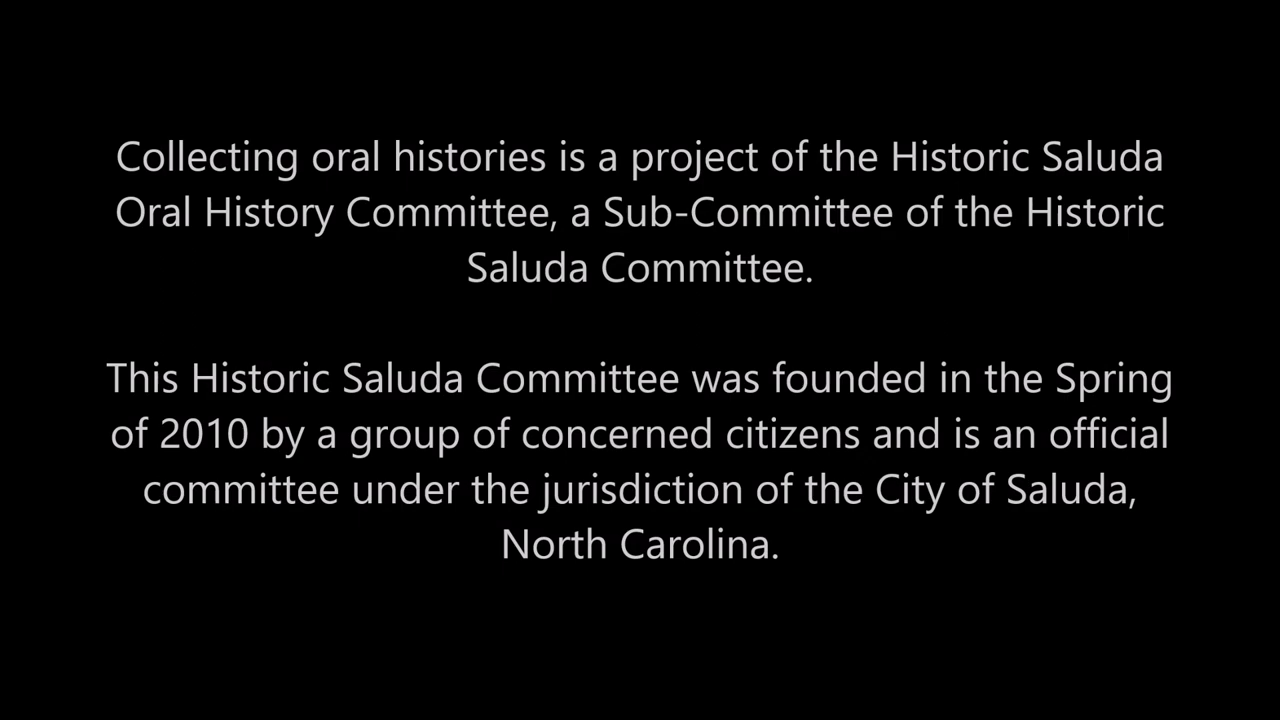 Collecting oral histories is a project of the Historic Saluda
Oral History Committee, a Sub-Committee of the Historic
Saluda Committee.
This Historic Saluda Committee was founded in the Spring
of 2010 by a group of concerned citizens and is an official
committee under the jurisdiction of the City of Saluda,
North Carolina.